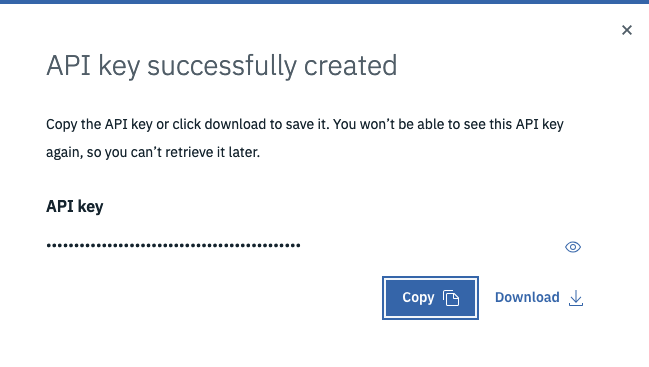 API key successfully created
Copy the API key or click download to save it. You won't be able to see this API key
again, so you can't retrieve it later.
API key
••••••••••••••••••••••••••••••••••••••••••••
Copy
Download